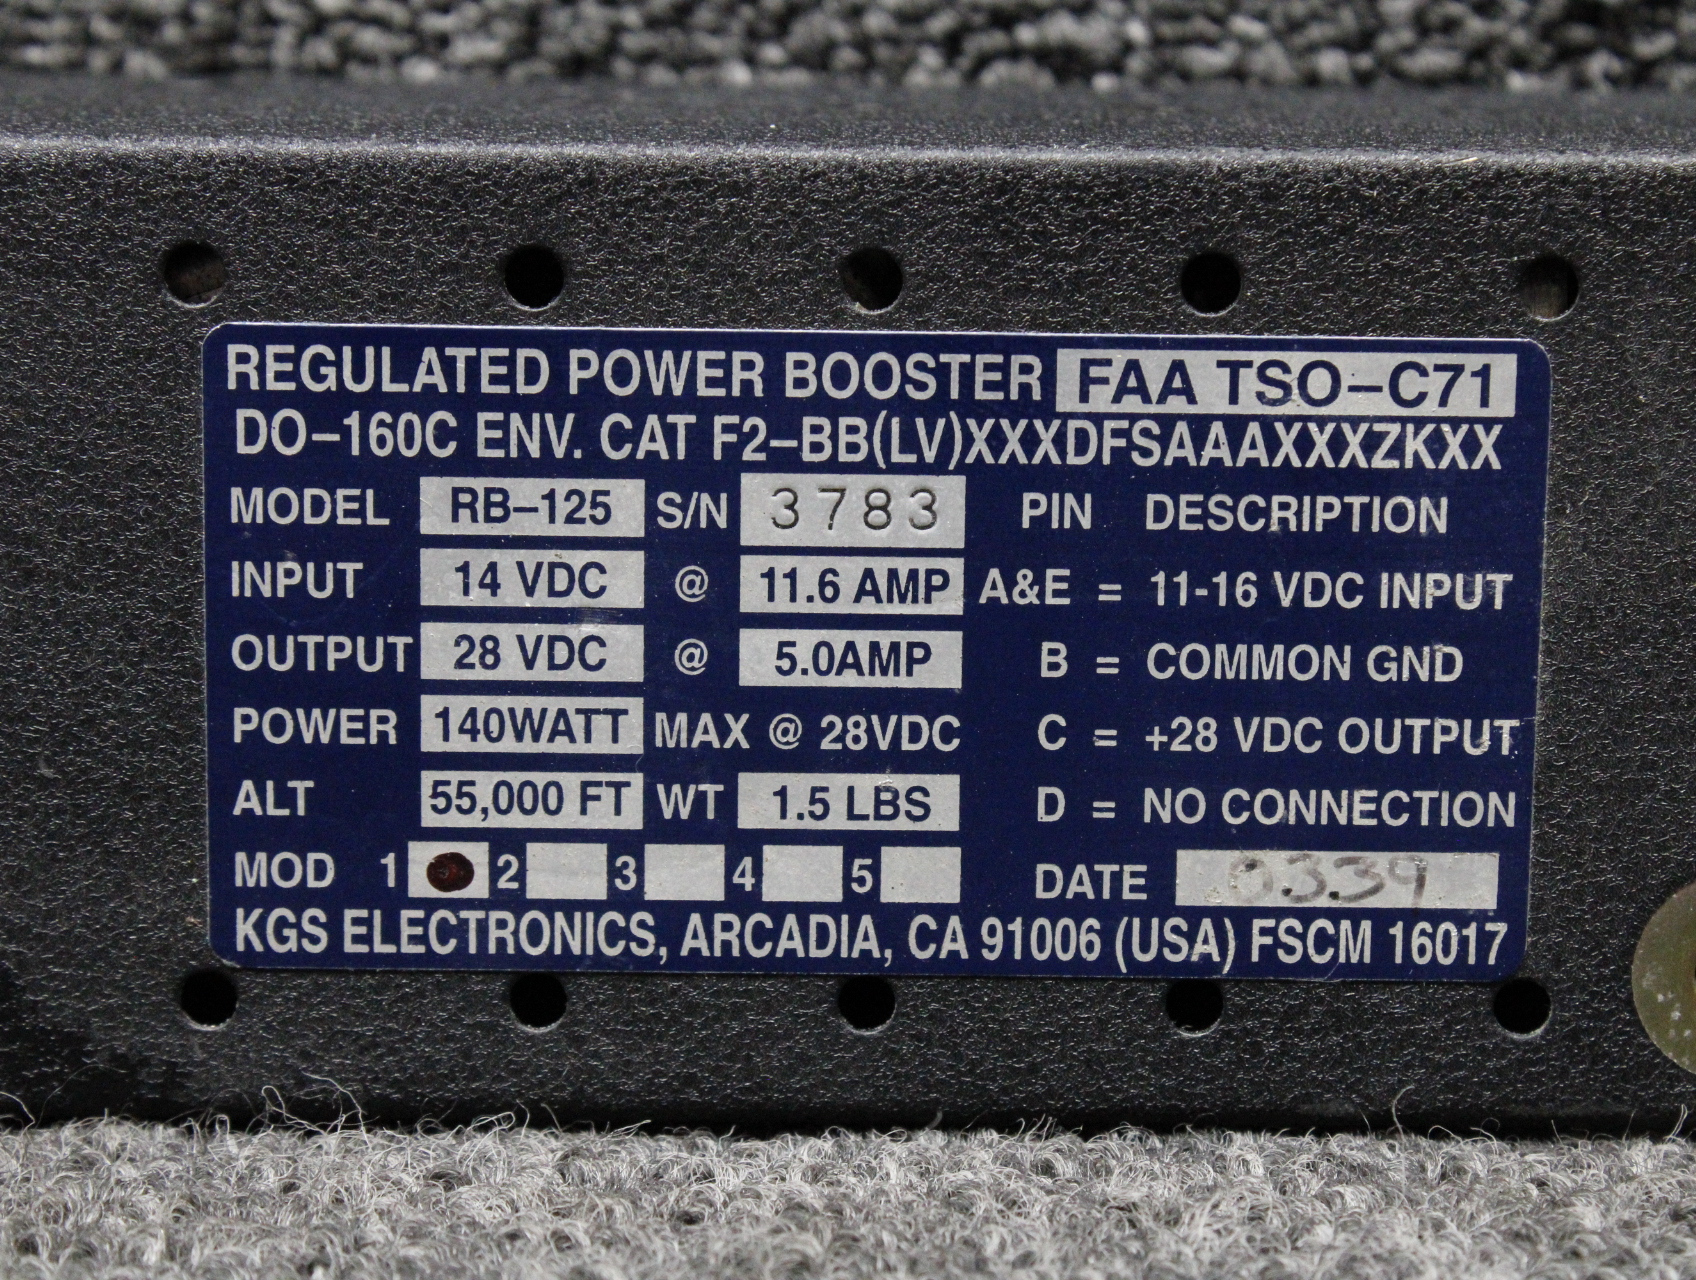 REGULATED POWER BOOSTER FAA TSO-C71
DO-160C ENV. CAT F2-BB(LV)XXXDFSAAAXXXZKXX
MODEL RB-125 S/N 3783 PIN DESCRIPTION
INPUT 14 VDC @ 11.6 AMP A&E = 11-16 VDC INPUT
OUTPUT 28 VDC @ 5.0AMP B = COMMON GND
POWER 140WATT MAX @ 28VDC C = +28 VDC OUTPUT
ALT 55,000 FT WT 1.5 LBS D = NO CONNECTION
MOD 1 2 3 4 5 DATE
KGS ELECTRONICS, ARCADIA, CA 91006 (USA) FSCM 16017